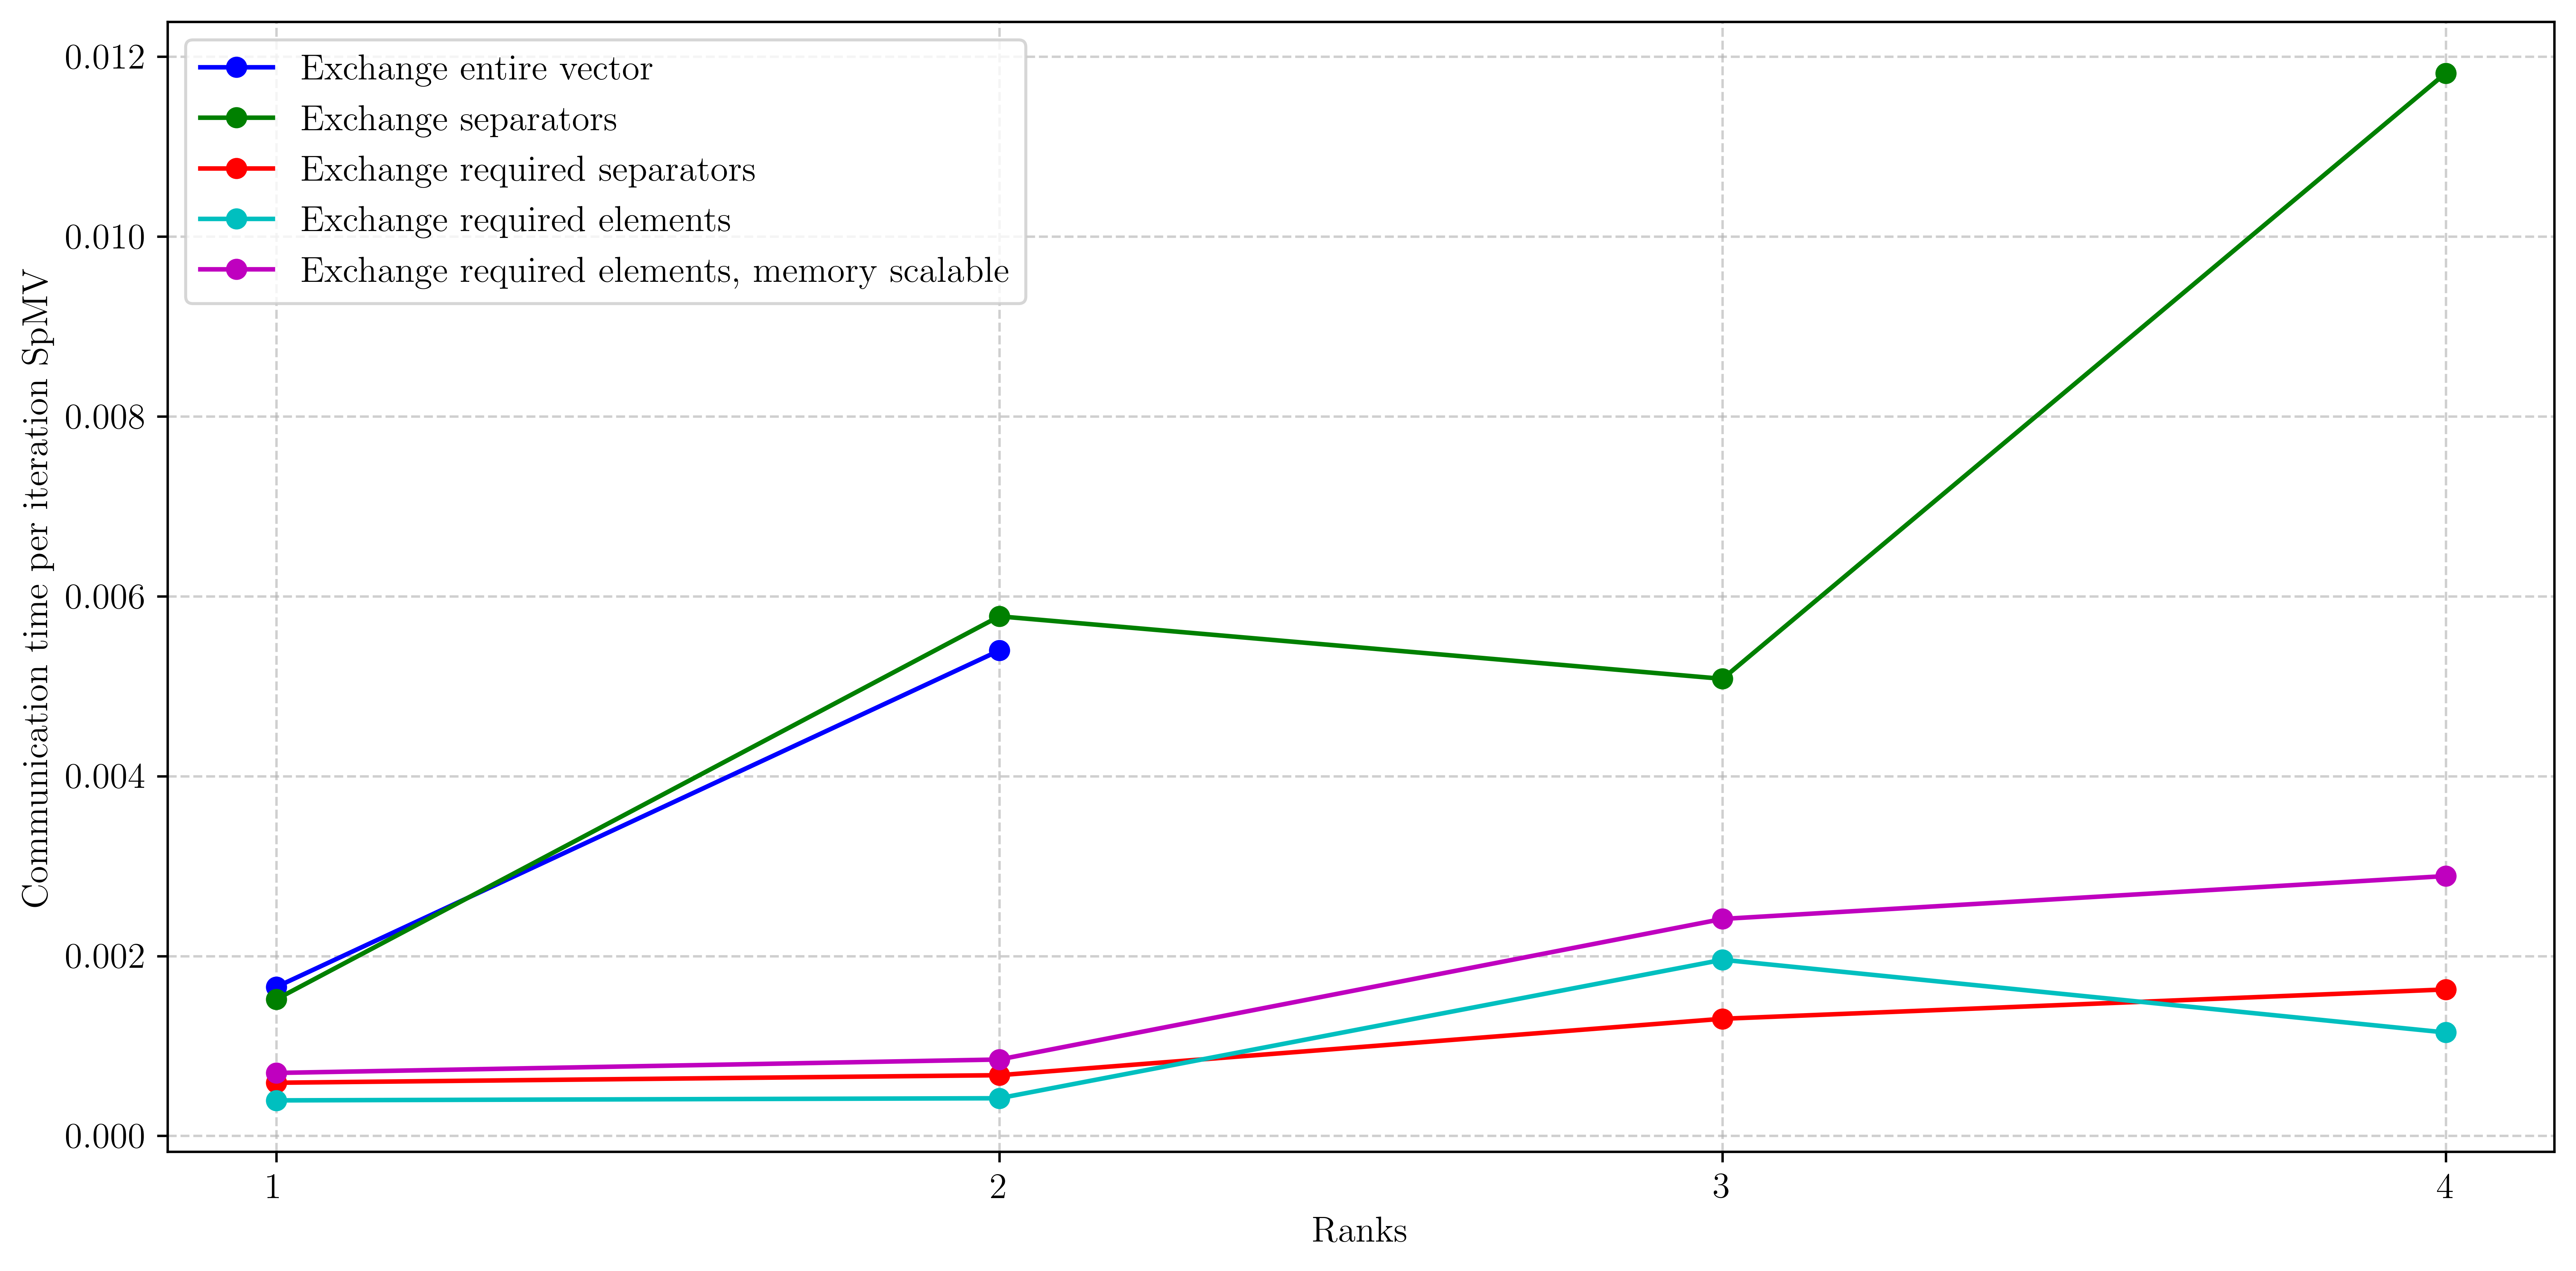 Exchange entire vector
Exchange separators
Exchange required separators
Exchange required elements
Exchange required elements, memory scalable
Communication time per iteration SpMV
0.012
0.010
0.008
0.006
0.004
0.002
0.000
1 2 3 4
Ranks